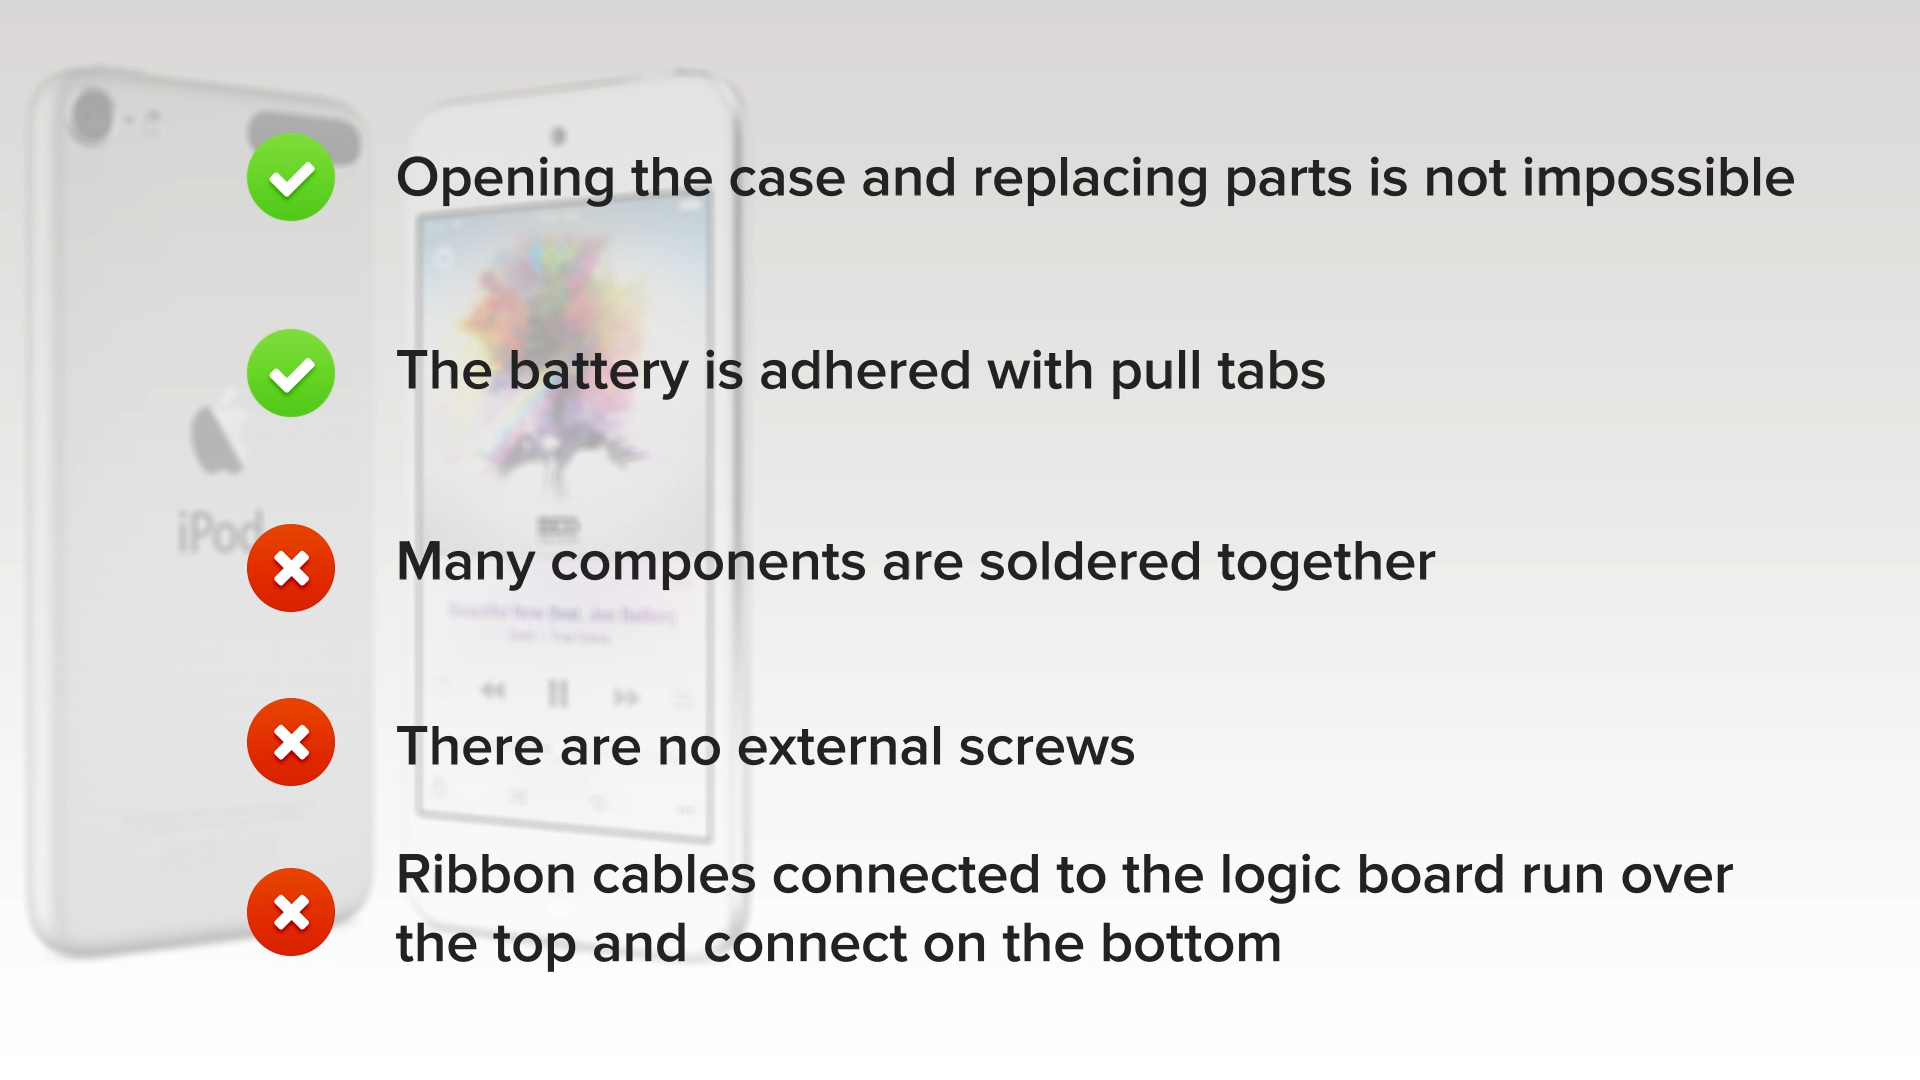 Opening the case and replacing parts is not impossible
The battery is adhered with pull tabs
iPod
Many components are soldered together
There are no external screws
Ribbon cables connected to the logic board run over
the top and connect on the bottom